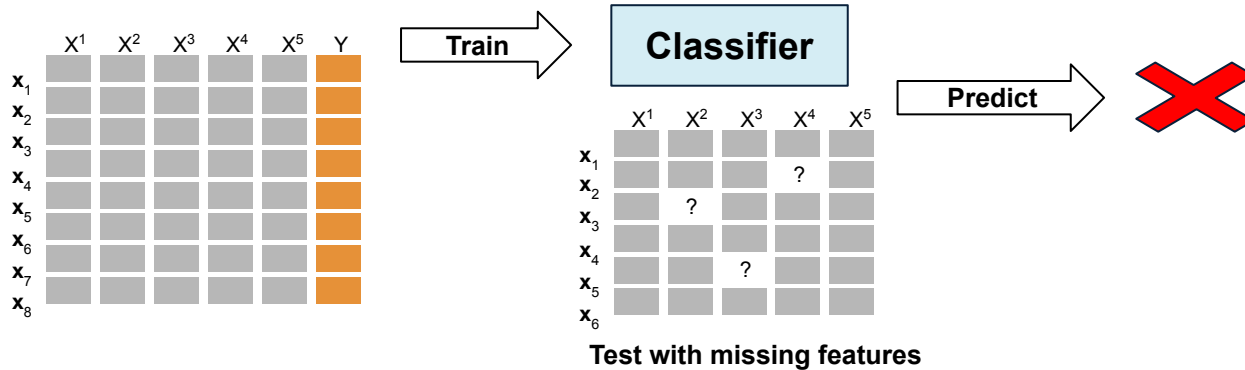 X¹ X² X³ X⁴ X⁵ Y
x₁
x₂
x₃
x₄
x₅
x₆
x₇
x₈
Train
Classifier
X¹ X² X³ X⁴ X⁵
x₁
?
x₂
?
x₃
x₄
?
x₅
x₆
Test with missing features
Predict